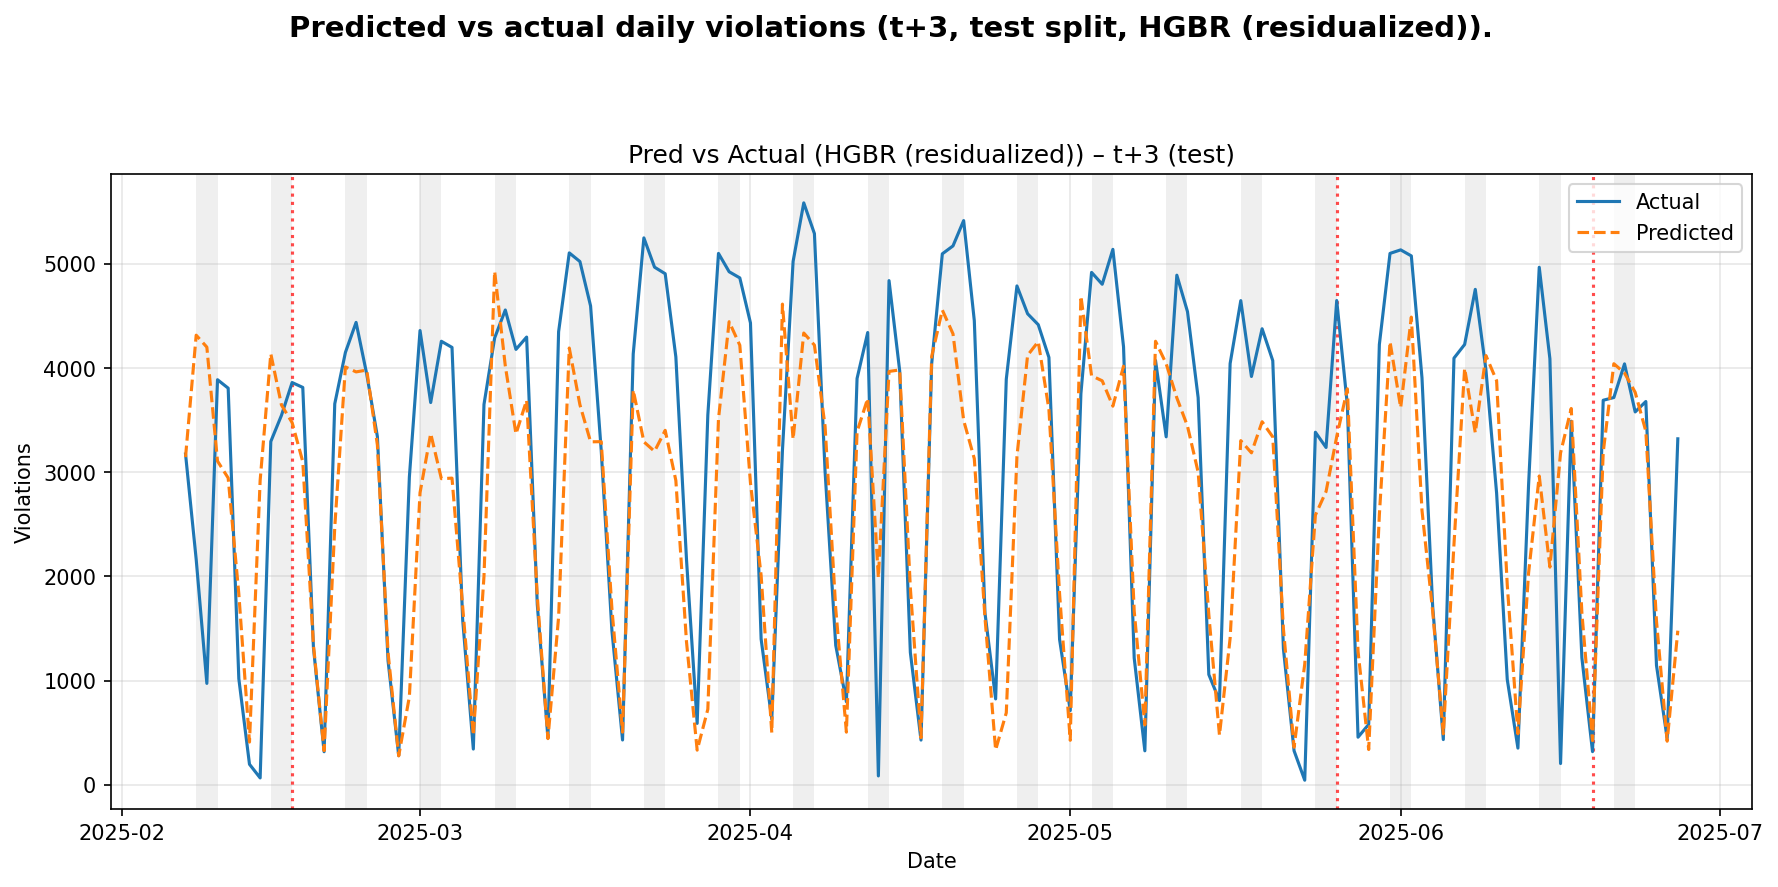 Predicted vs actual daily violations (t+3, test split, HGBR (residualized)).
Pred vs Actual (HGBR (residualized)) – t+3 (test)
Actual
Predicted
Violations
5000
4000
3000
2000
1000
0
2025-02
2025-03
2025-04
2025-05
2025-06
2025-07
Date